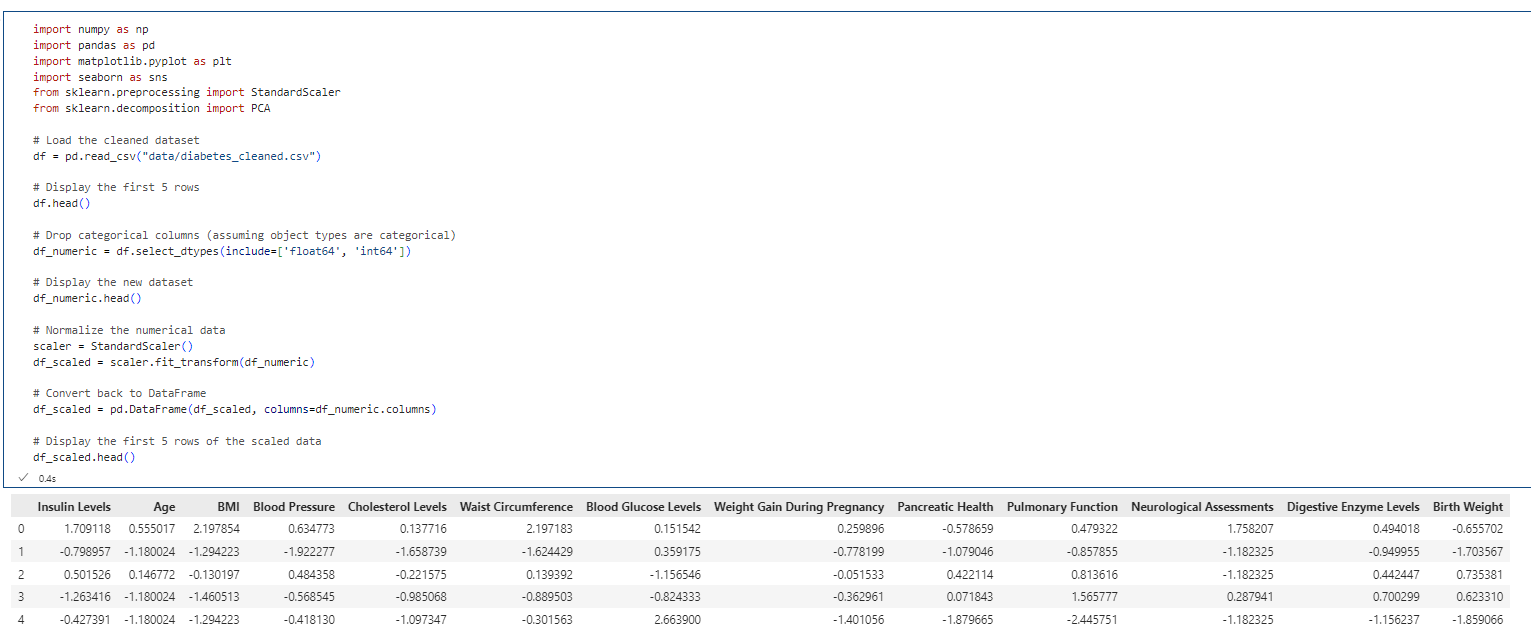 import numpy as np
import pandas as pd
import matplotlib.pyplot as plt
import seaborn as sns
from sklearn.preprocessing import StandardScaler
from sklearn.decomposition import PCA
# Load the cleaned dataset
df = pd.read_csv("data/diabetes_cleaned.csv")
# Display the first 5 rows
df.head()
# Drop categorical columns (assuming object types are categorical)
df_numeric = df.select_dtypes(include=['float64', 'int64'])
# Display the new dataset
df_numeric.head()
# Normalize the numerical data
scaler = StandardScaler()
df_scaled = scaler.fit_transform(df_numeric)
# Convert back to DataFrame
df_scaled = pd.DataFrame(df_scaled, columns=df_numeric.columns)
# Display the first 5 rows of the scaled data
df_scaled.head()
0.4s
Insulin Levels Age BMI Blood Pressure Cholesterol Levels Waist Circumference Blood Glucose Levels Weight Gain During Pregnancy Pancreatic Health Pulmonary Function Neurological Assessments Digestive Enzyme Levels Birth Weight
0 1.709118 0.555017 2.197854 0.634773 0.137716 2.197183 0.151542 0.259896 -0.578659 0.479322 1.758207 0.494018 -0.655702
1 -0.798957 -1.180024 -1.294223 -1.922277 -1.658739 -1.624429 0.359175 -0.778199 -1.079046 -0.857855 -1.182325 -0.949955 -1.703567
2 0.501526 0.146772 -0.130197 0.484358 -0.221575 0.139392 -1.156546 -0.051533 0.422114 0.813616 -1.182325 0.442447 0.735381
3 -1.263416 -1.180024 -1.460513 -0.568545 -0.985068 -0.889503 -0.824333 -0.362961 0.071843 1.565777 0.287941 0.700299 0.623310
4 -0.427391 -1.180024 -1.294223 -0.418130 -1.097347 -0.301563 2.663900 -1.401056 -1.879665 -2.445751 -1.182325 -1.156237 -1.859066